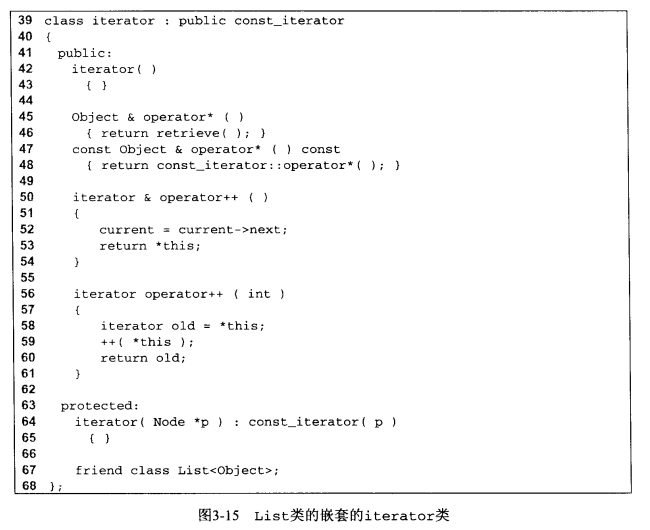 39 class iterator : public const_iterator
40 {
41   public:
42     iterator( )
43       { }
44
45     Object & operator* ( )
46       { return retrieve( ); }
47     const Object & operator* ( ) const
48       { return const_iterator::operator*( ); }
49
50     iterator & operator++ ( )
51     {
52         current = current->next;
53         return *this;
54     }
55
56     iterator operator++ ( int )
57     {
58         iterator old = *this;
59         ++( *this );
60         return old;
61     }
62
63   protected:
64     iterator( Node *p ) : const_iterator( p )
65       { }
66
67     friend class List<Object>;
68 };
图3-15 List类的嵌套的iterator类